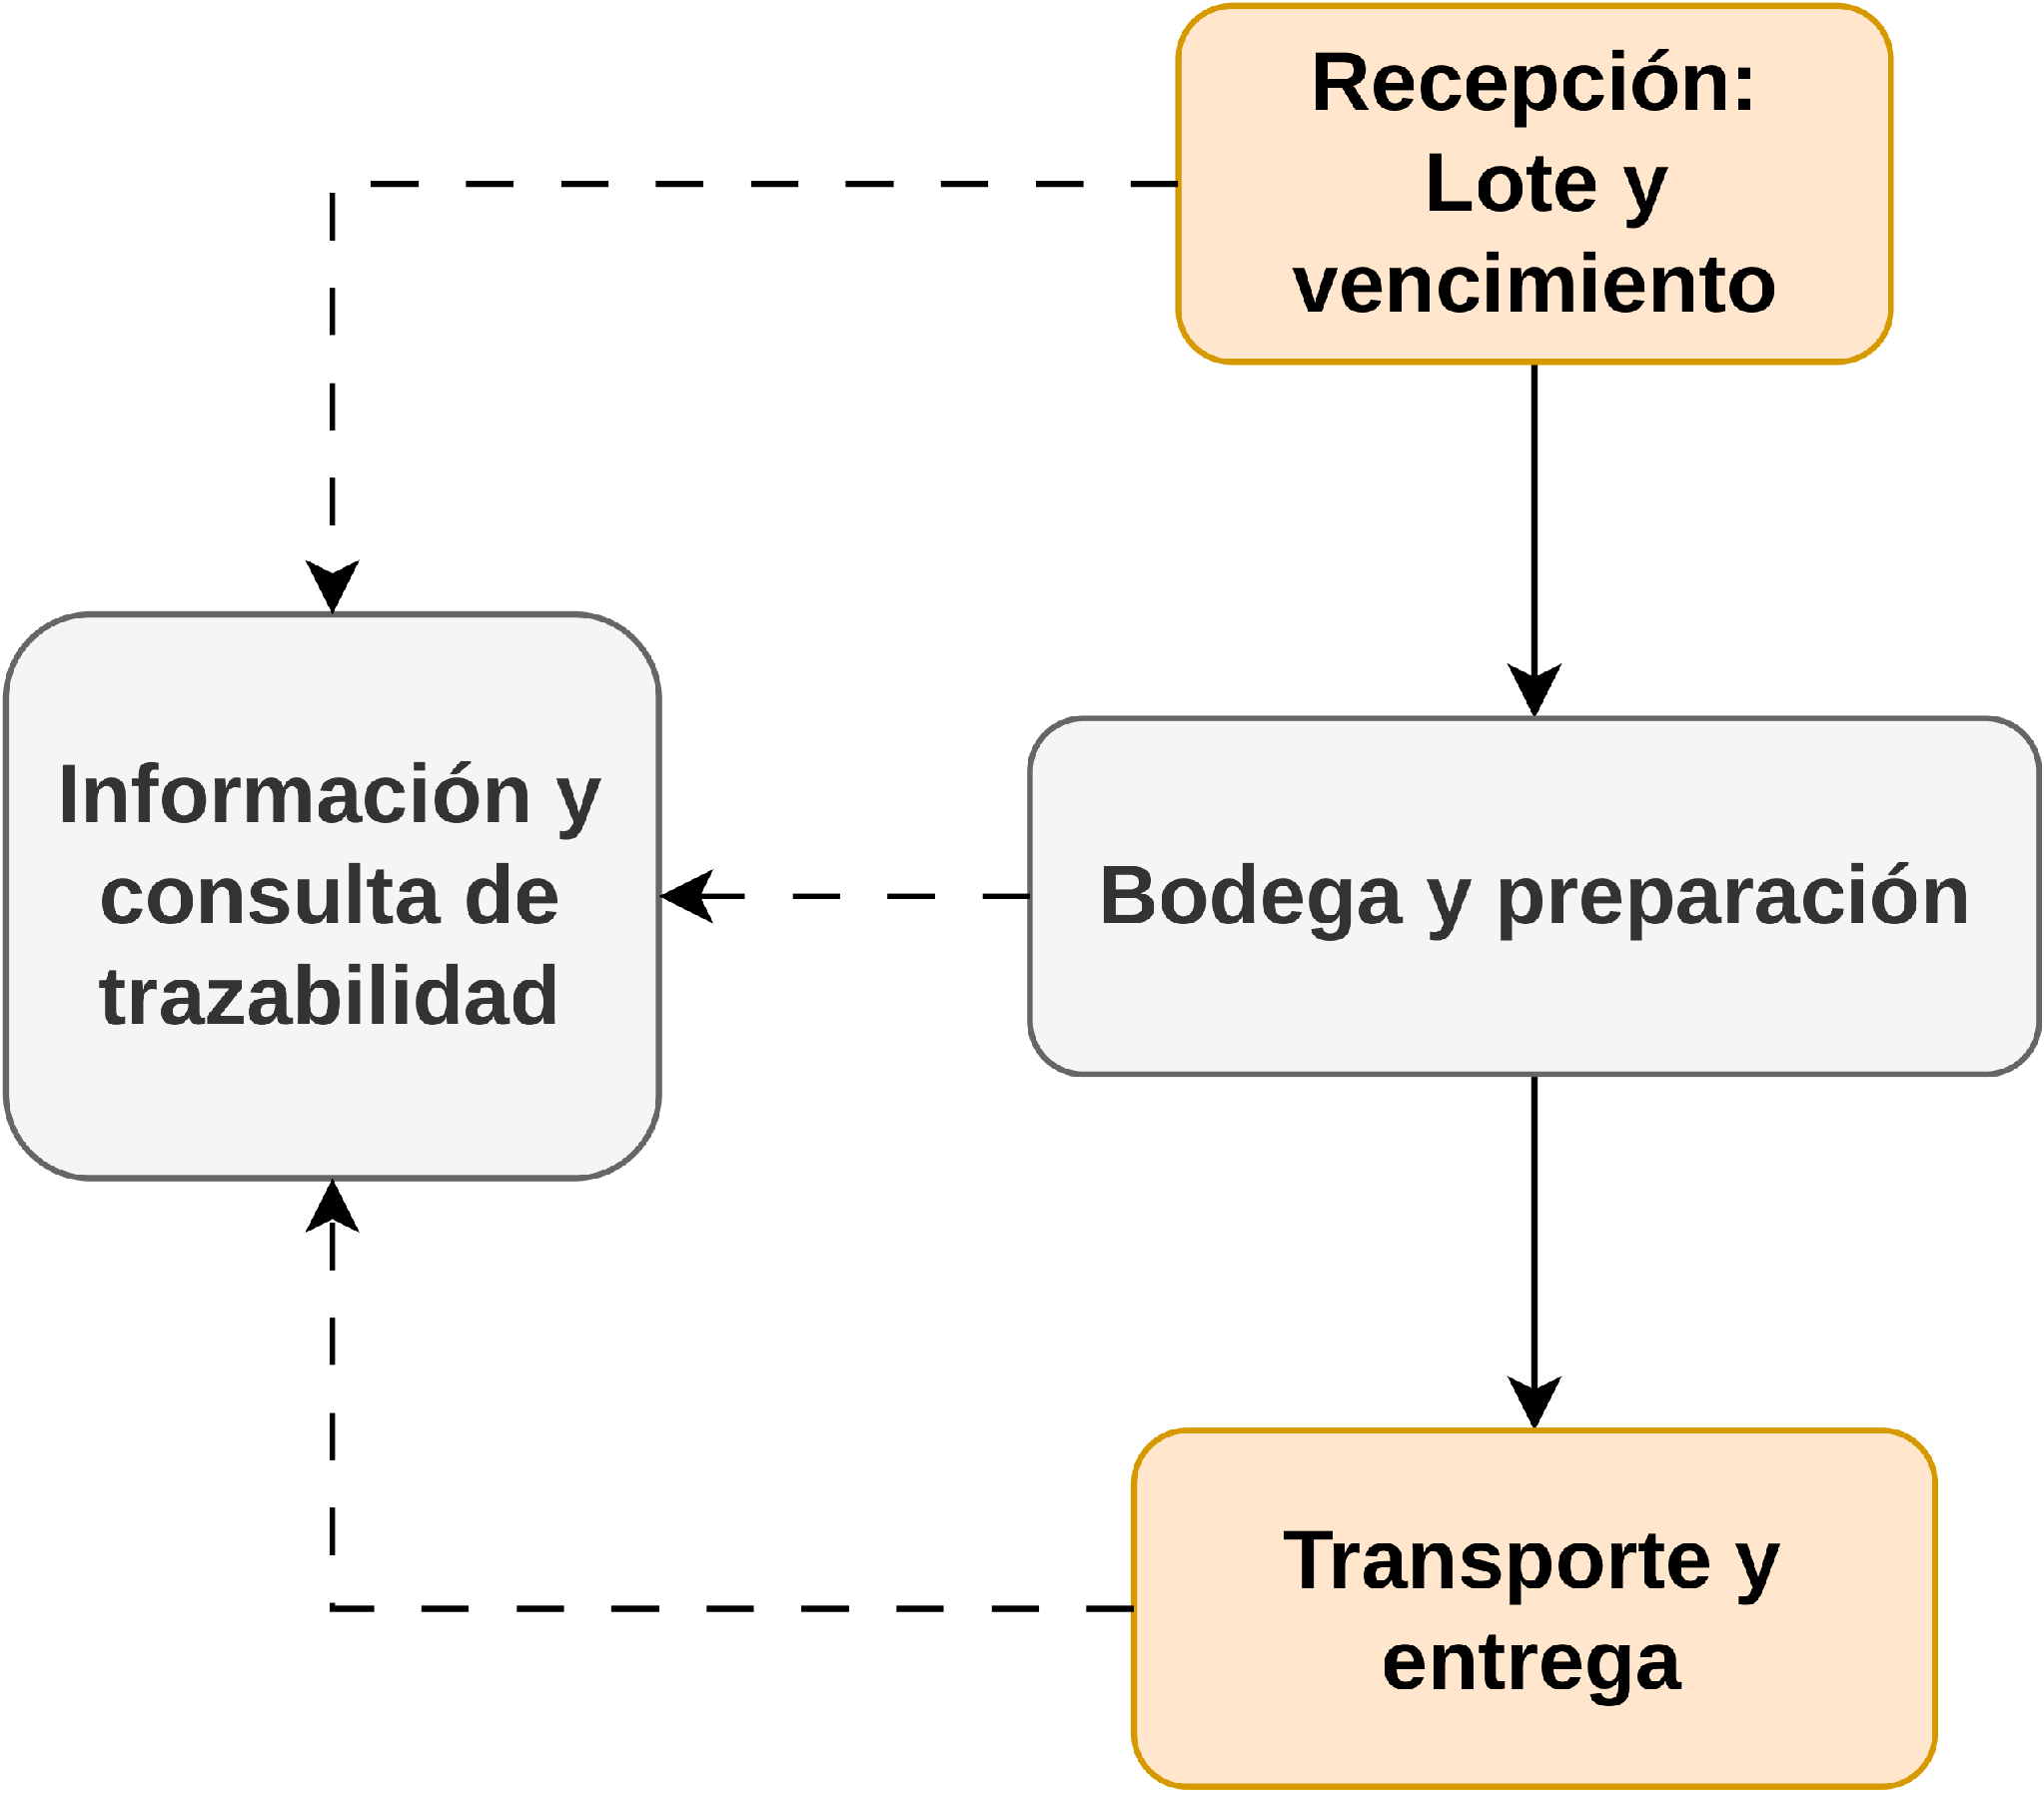 Recepción:
Lote y
vencimiento
Información y
consulta de
trazabilidad
Bodega y preparación
Transporte y
entrega